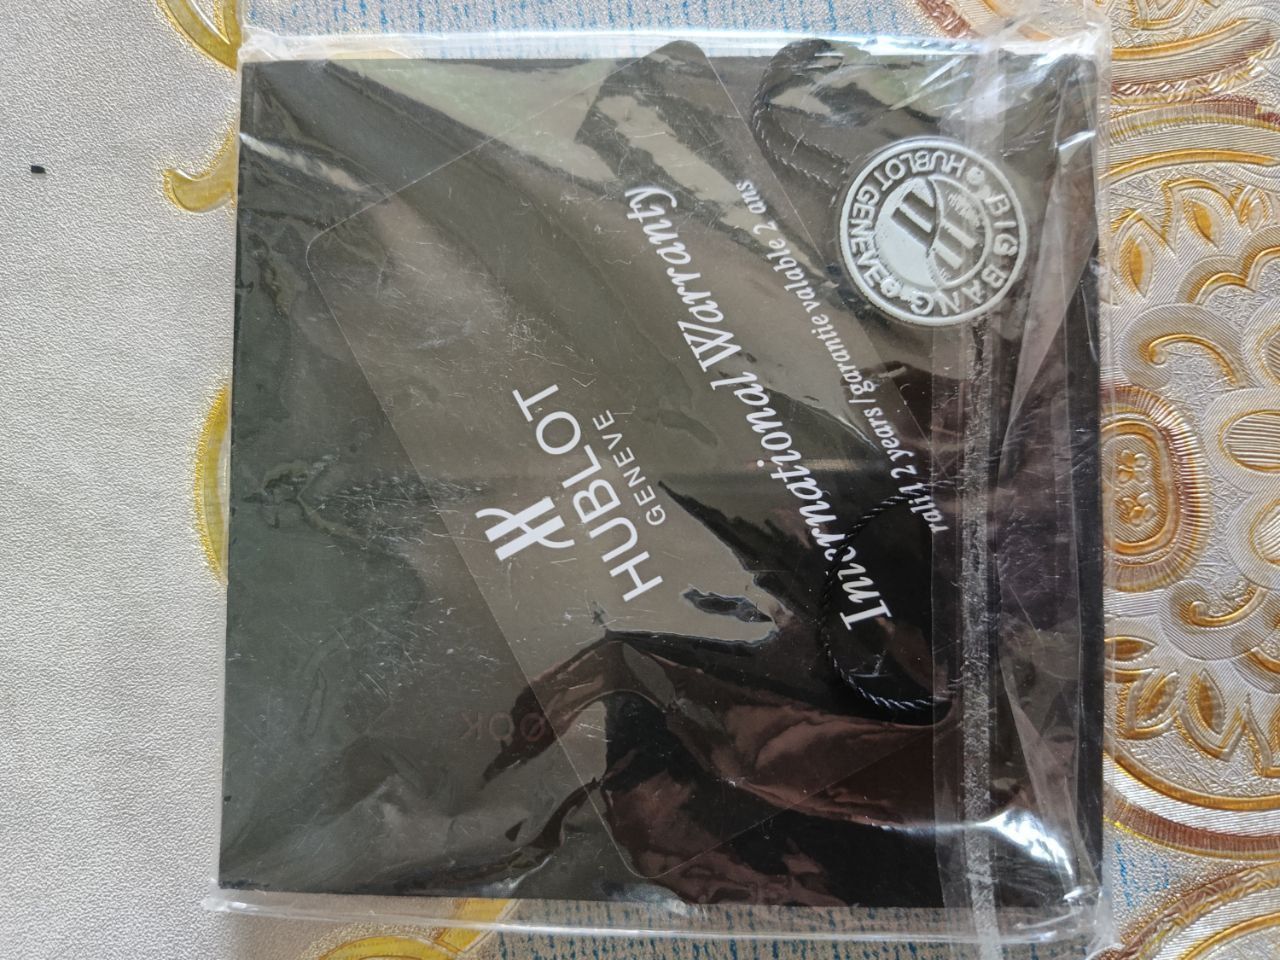 HUBLOT
GENEVE
International Warranty
valid 2 years / garantie valable 2 ans
BIG BANG
HUBLOT GENEVE